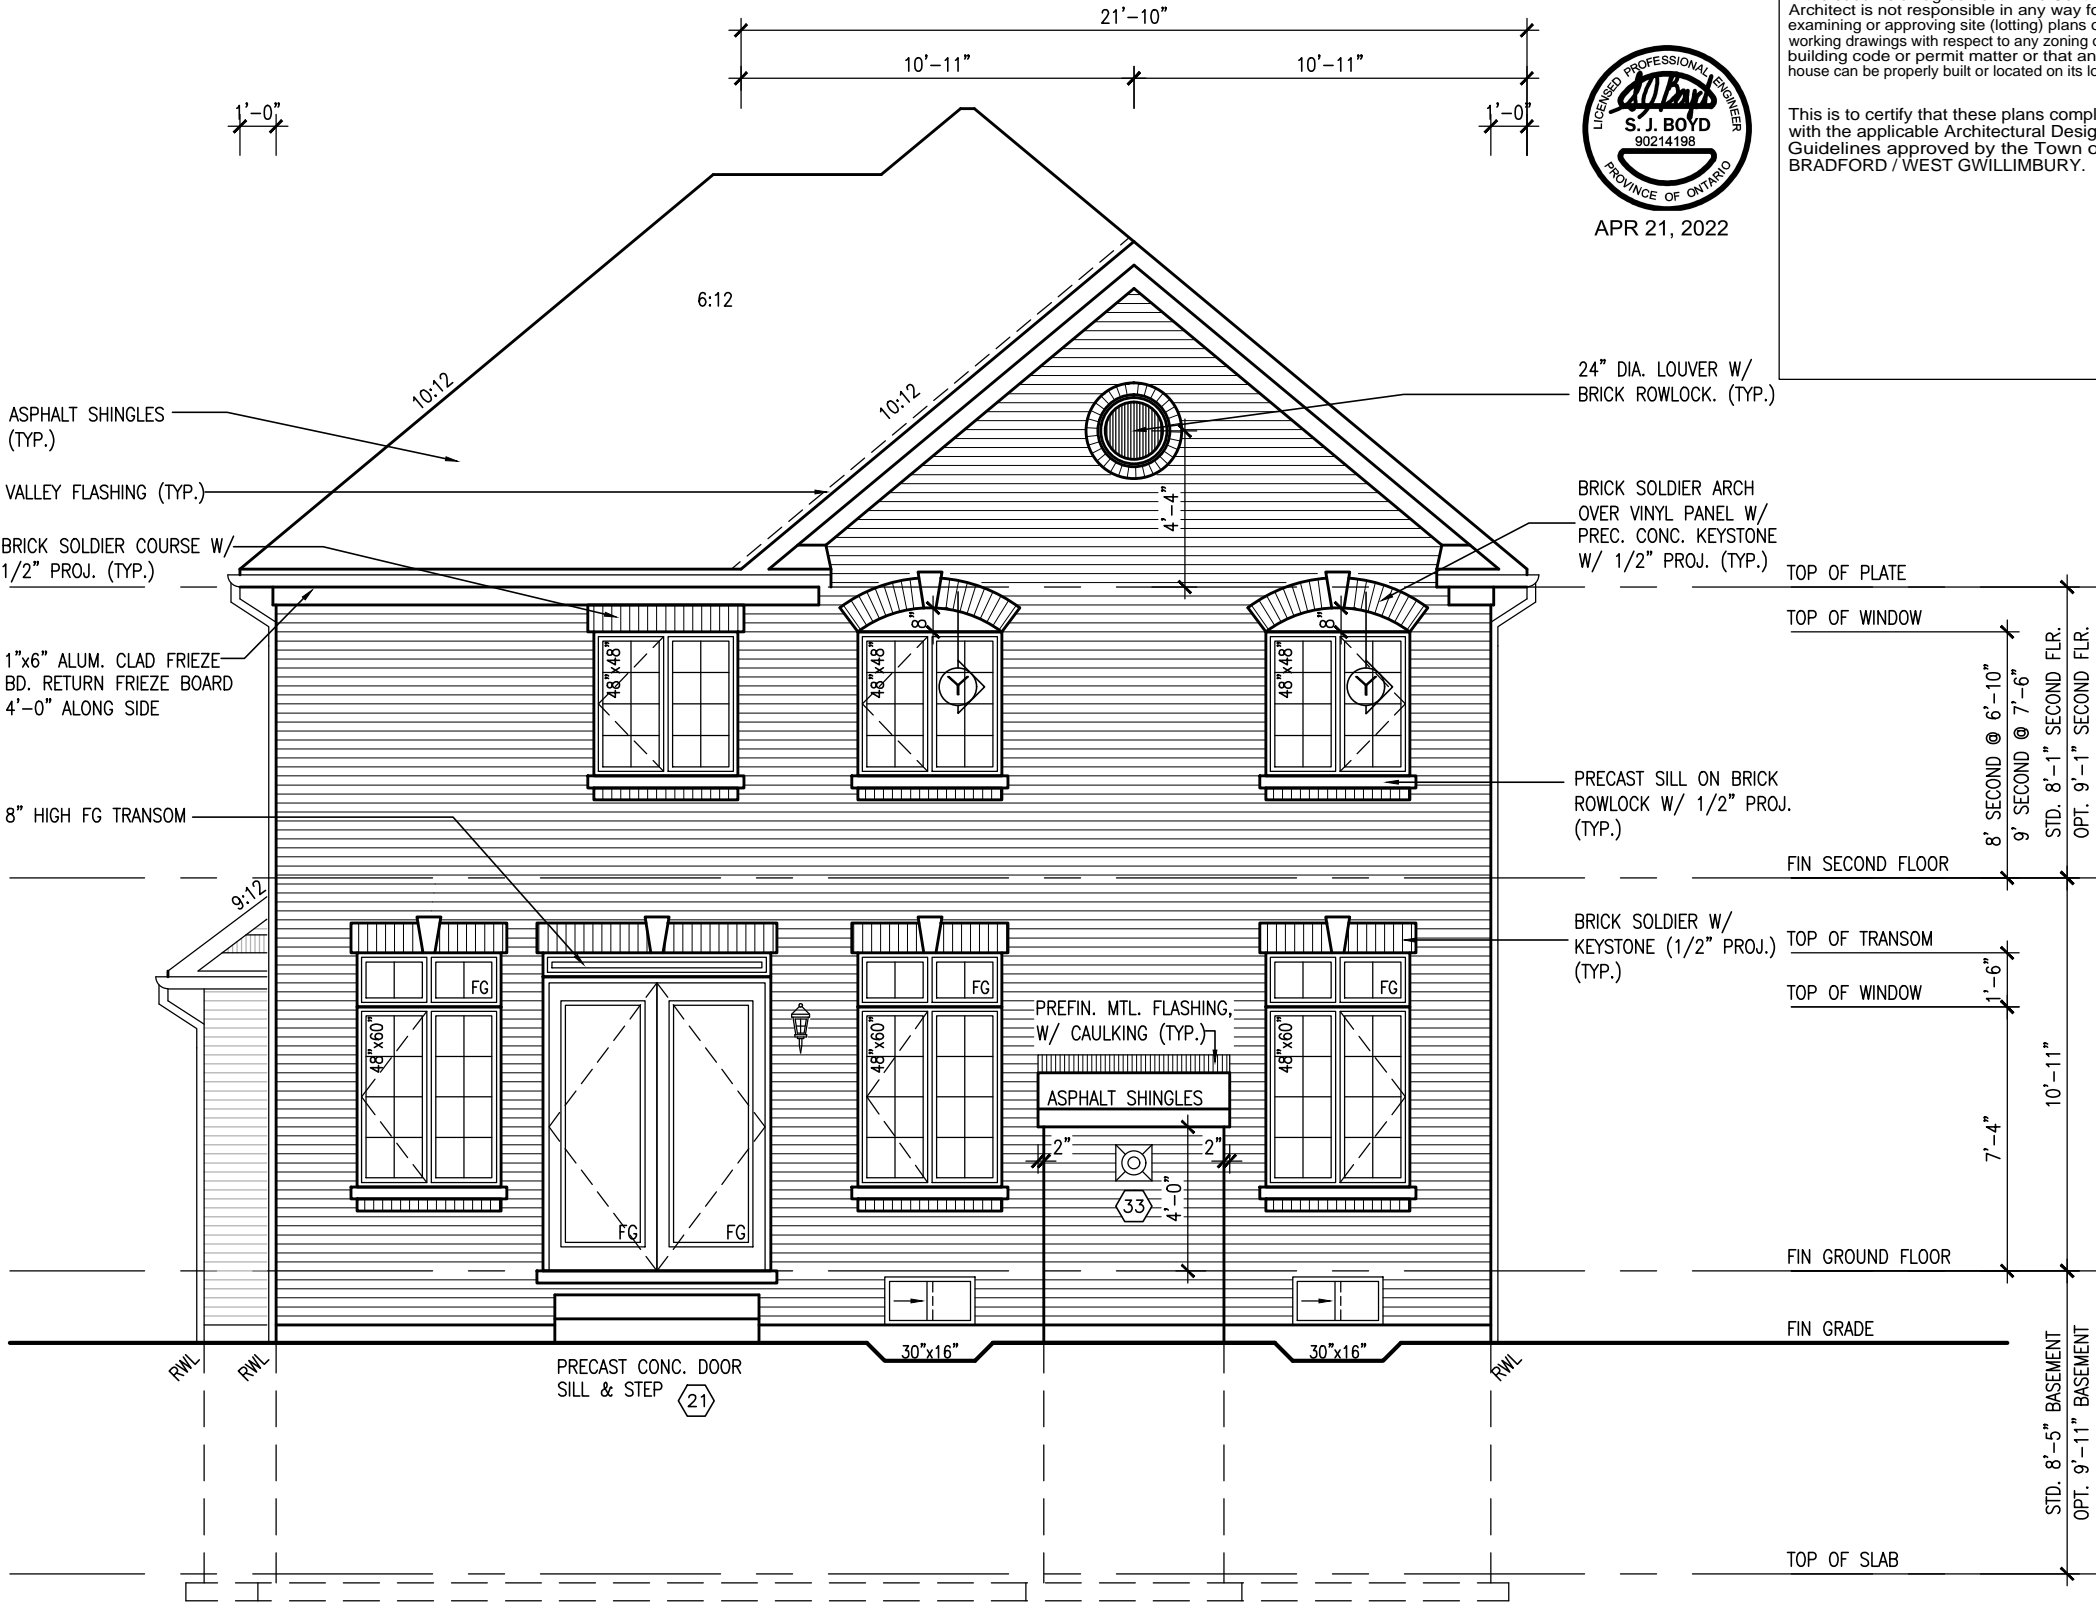 21'-10"
10'-11"
10'-11"
1'-0"
1'-0"
Architect is not responsible in any way
examining or approving site (lotting) plans
working drawings with respect to any zoning
building code or permit matter or that
house can be properly built or located on its
This is to certify that these plans
with the applicable Architectural
Guidelines approved by the Town
BRADFORD / WEST GWILLIMBURY.
LICENSED PROFESSIONAL ENGINEER
S. J. BOYD
90214198
PROVINCE OF ONTARIO
APR 21, 2022
6:12
10:12
10:12
ASPHALT SHINGLES
(TYP.)
VALLEY FLASHING (TYP.)
BRICK SOLDIER COURSE W/
1/2" PROJ. (TYP.)
1"x6" ALUM. CLAD FRIEZE
BD. RETURN FRIEZE BOARD
4'-0" ALONG SIDE
8" HIGH FG TRANSOM
9:12
24" DIA. LOUVER W/
BRICK ROWLOCK. (TYP.)
4'-4"
BRICK SOLDIER ARCH
OVER VINYL PANEL W/
PREC. CONC. KEYSTONE
W/ 1/2" PROJ. (TYP.)
8"
8"
48"x48"
48"x48"
48"x48"
Y
Y
PRECAST SILL ON BRICK
ROWLOCK W/ 1/2" PROJ.
(TYP.)
BRICK SOLDIER W/
KEYSTONE (1/2" PROJ.)
(TYP.)
TOP OF PLATE
TOP OF WINDOW
FIN SECOND FLOOR
TOP OF TRANSOM
TOP OF WINDOW
FIN GROUND FLOOR
FIN GRADE
TOP OF SLAB
8' SECOND @ 6'-10"
9' SECOND @ 7'-6"
STD. 8'-1" SECOND FLR.
OPT. 9'-1" SECOND FLR.
1'-6"
7'-4"
10'-11"
STD. 8'-5" BASEMENT
OPT. 9'-11" BASEMENT
FG
FG
FG
48"x60"
48"x60"
48"x60"
FG
FG
PREFIN. MTL. FLASHING,
W/ CAULKING (TYP.)
ASPHALT SHINGLES
2"
2"
33
4'-0"
30"x16"
30"x16"
RWL
RWL
RWL
PRECAST CONC. DOOR
SILL & STEP
21